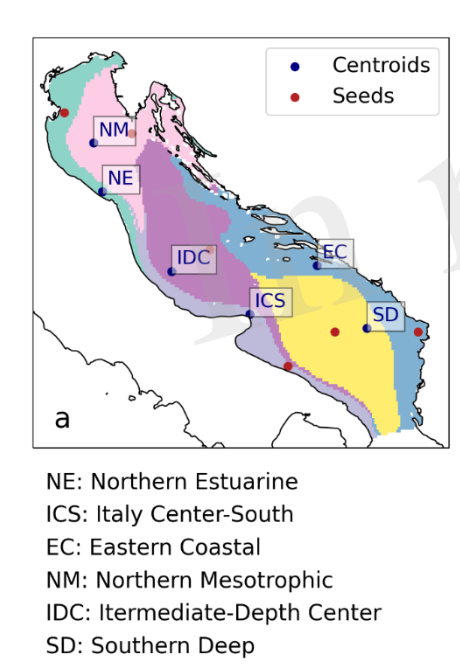 Centroids
Seeds
NM
NE
IDC
EC
ICS
SD
a
In r
NE: Northern Estuarine
ICS: Italy Center-South
EC: Eastern Coastal
NM: Northern Mesotrophic
IDC: Itermediate-Depth Center
SD: Southern Deep